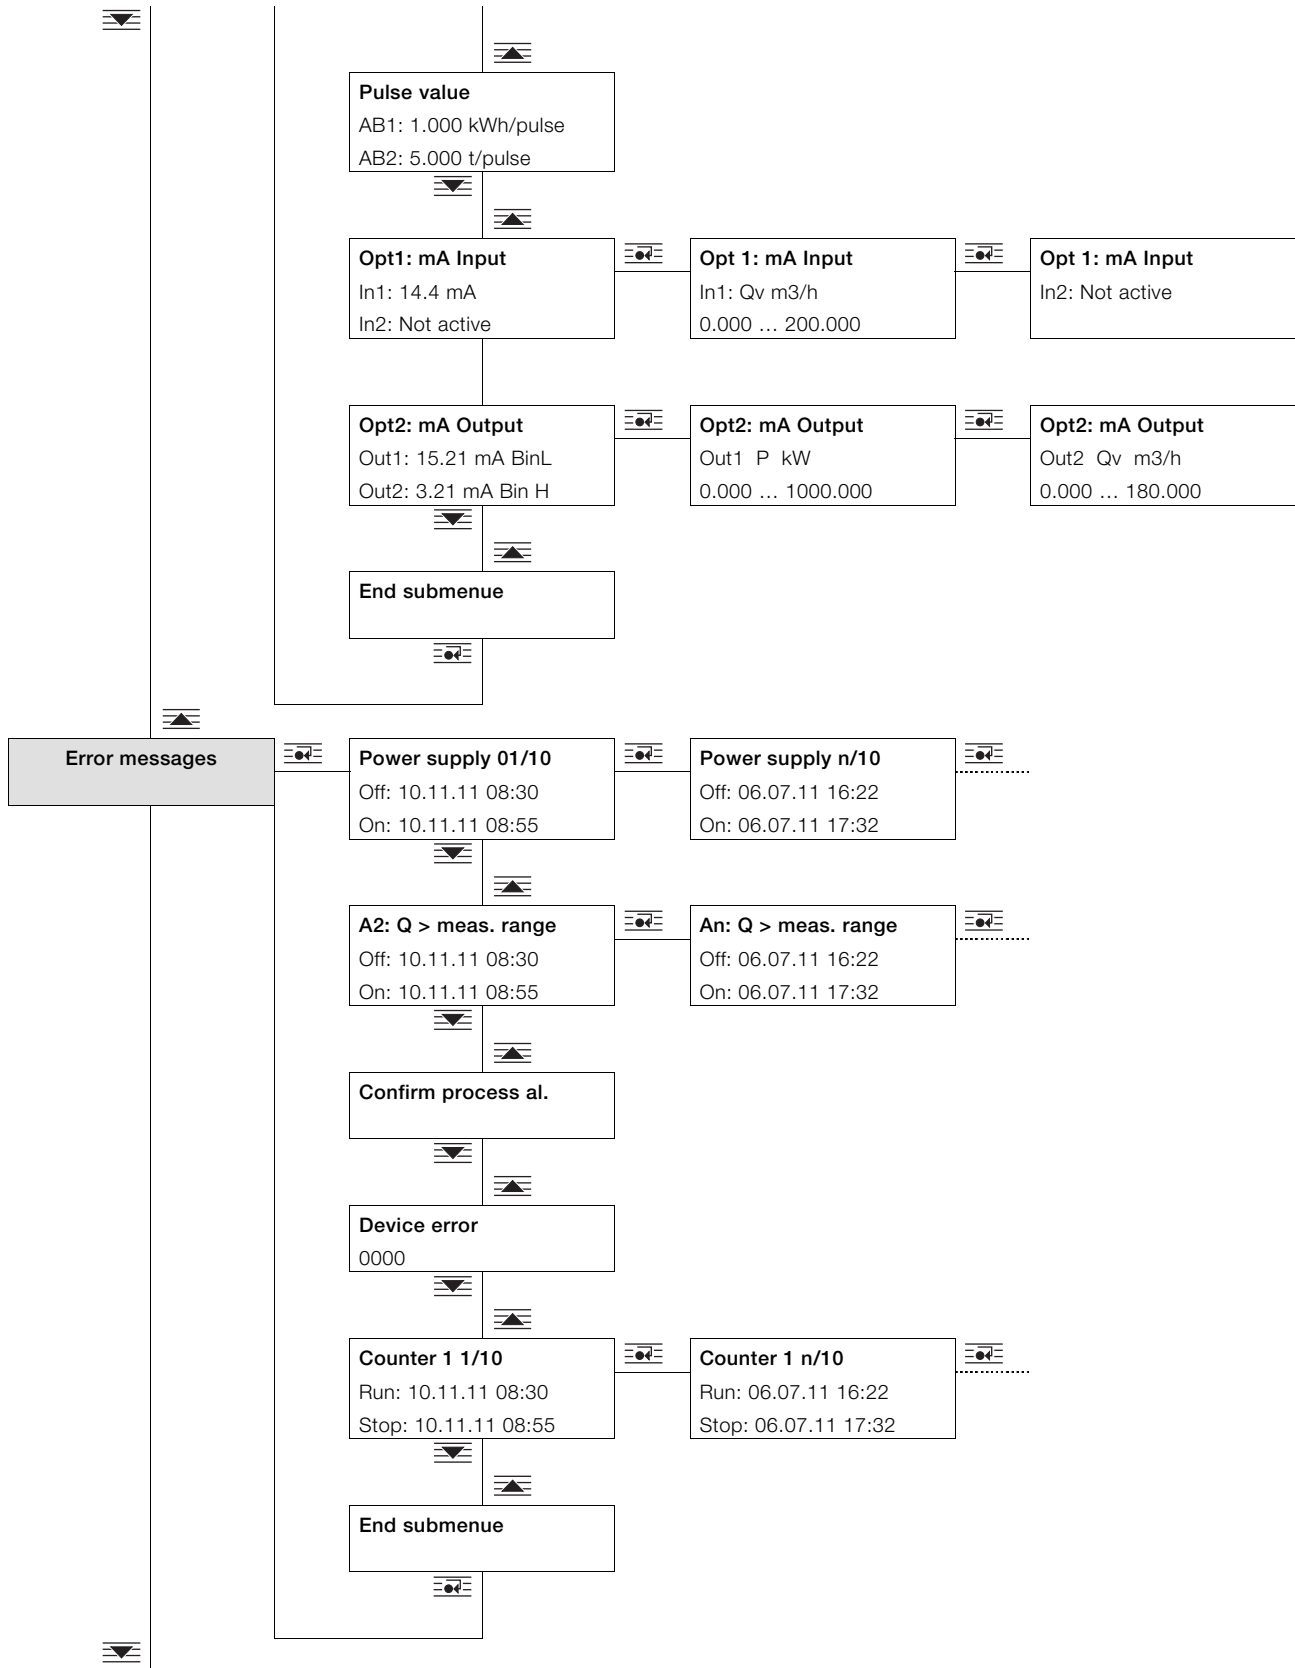 Pulse value
AB1: 1.000 kWh/pulse
AB2: 5.000 t/pulse
Opt1: mA Input
In1: 14.4 mA
In2: Not active
Opt 1: mA Input
In1: Qv m3/h
0.000 … 200.000
Opt 1: mA Input
In2: Not active
Opt2: mA Output
Out1: 15.21 mA BinL
Out2: 3.21 mA Bin H
Opt2: mA Output
Out1 P kW
0.000 … 1000.000
Opt2: mA Output
Out2 Qv m3/h
0.000 … 180.000
End submenue
Error messages
Power supply 01/10
Off: 10.11.11 08:30
On: 10.11.11 08:55
Power supply n/10
Off: 06.07.11 16:22
On: 06.07.11 17:32
A2: Q > meas. range
Off: 10.11.11 08:30
On: 10.11.11 08:55
An: Q > meas. range
Off: 06.07.11 16:22
On: 06.07.11 17:32
Confirm process al.
Device error
0000
Counter 1 1/10
Run: 10.11.11 08:30
Stop: 10.11.11 08:55
Counter 1 n/10
Run: 06.07.11 16:22
Stop: 06.07.11 17:32
End submenue